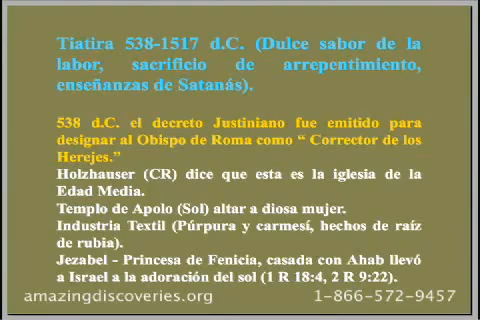 Tiatira 538-1517 d.C. (Dulce sabor de la
labor, sacrificio de arrepentimiento,
enseñanzas de Satanás).
538 d.C. el decreto Justiniano fue emitido para
designar al Obispo de Roma como “ Corrector de los
Herejes.”
Holzhauser (CR) dice que esta es la iglesia de la
Edad Media.
Templo de Apolo (Sol) altar a diosa mujer.
Industria Textil (Púrpura y carmesí, hechos de raíz
de rubia).
Jezabel - Princesa de Fenicia, casada con Ahab llevó
a Israel a la adoración del sol (1 R 18:4, 2 R 9:22).
amazingdiscoveries.org 1-866-572-9457